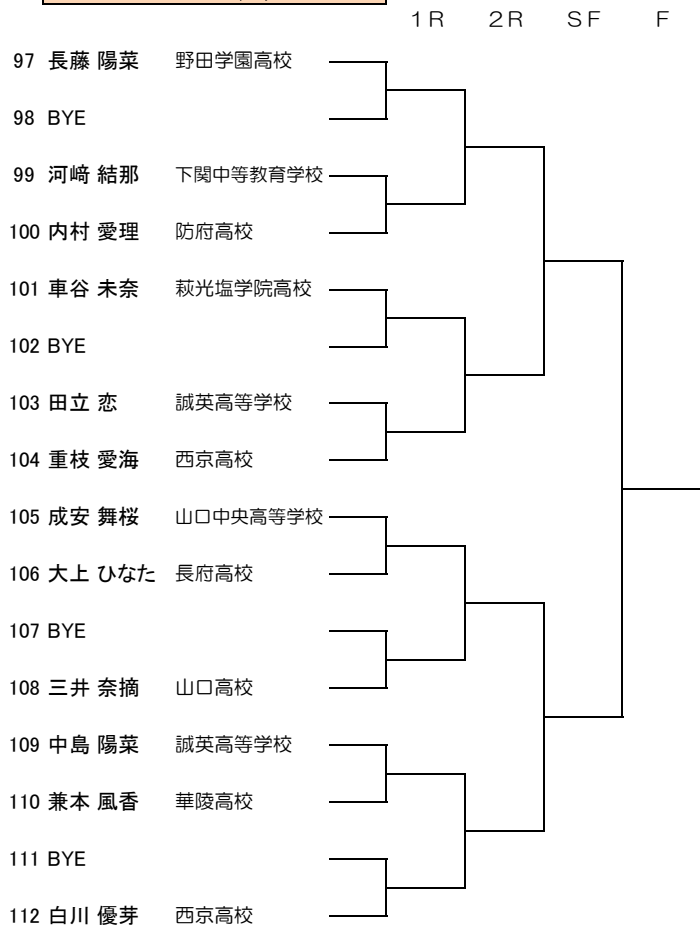 1R 2R SF F
97 長藤 陽菜 野田学園高校
98 BYE
99 河﨑 結那 下関中等教育学校
100 内村 愛理 防府高校
101 車谷 未奈 萩光塩学院高校
102 BYE
103 田立 恋 誠英高等学校
104 重枝 愛海 西京高校
105 成安 舞桜 山口中央高等学校
106 大上 ひなた 長府高校
107 BYE
108 三井 奈摘 山口高校
109 中島 陽菜 誠英高等学校
110 兼本 風香 華陵高校
111 BYE
112 白川 優芽 西京高校